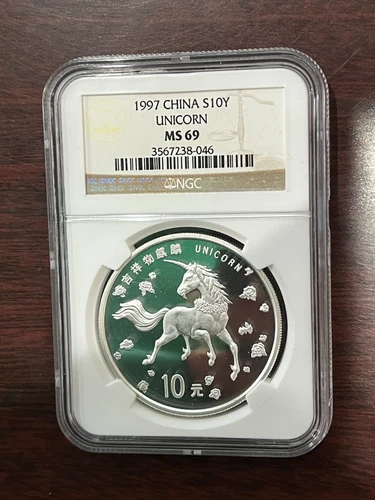 1997 CHINA S10Y
UNICORN
MS 69
3567238-046
NGC
吉祥物麒麟 UNICORN
10元